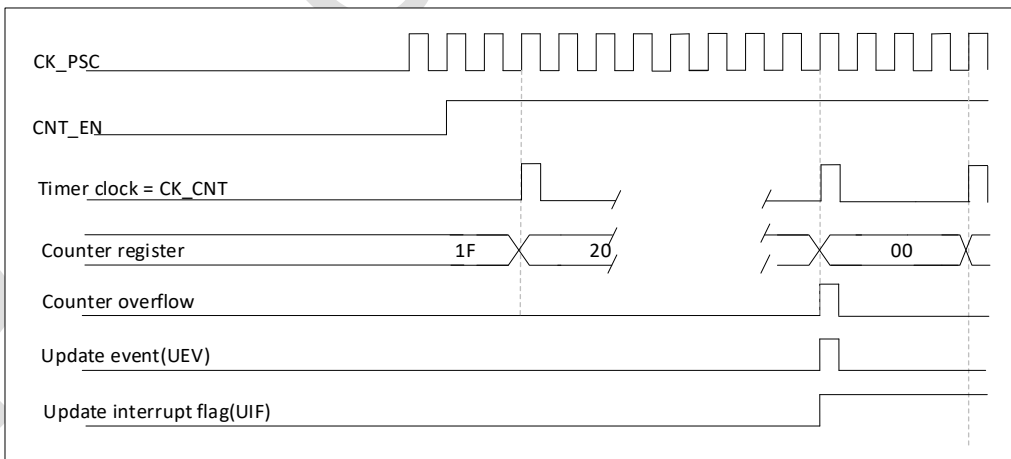 CK_PSC
CNT_EN
Timer clock = CK_CNT
Counter register 1F 20 00
Counter overflow
Update event(UEV)
Update interrupt flag(UIF)